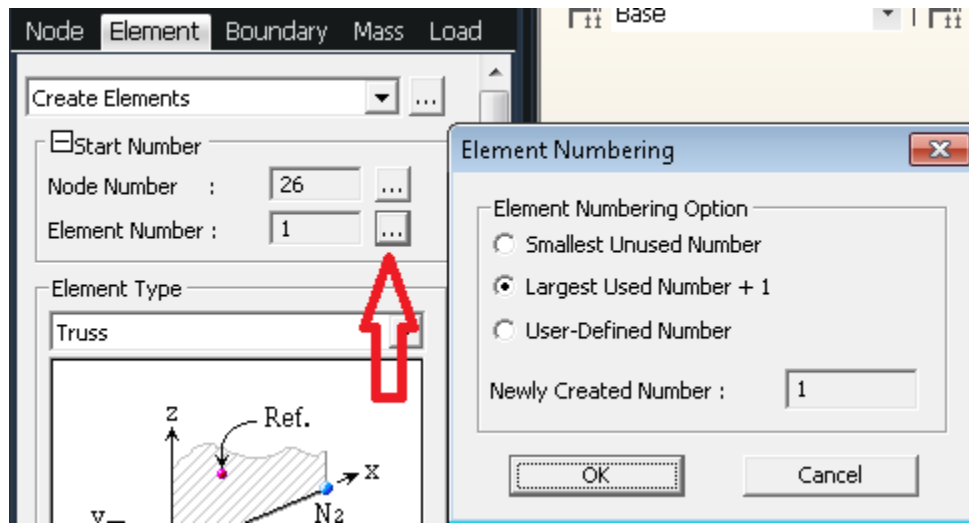 Node Element Boundary Mass Load
Base
Create Elements
...
Start Number
Node Number : 26 ...
Element Number : 1 ...
Element Type
Truss
z
Ref.
x
N2
y
Element Numbering
Element Numbering Option
Smallest Unused Number
Largest Used Number + 1
User-Defined Number
Newly Created Number : 1
OK Cancel